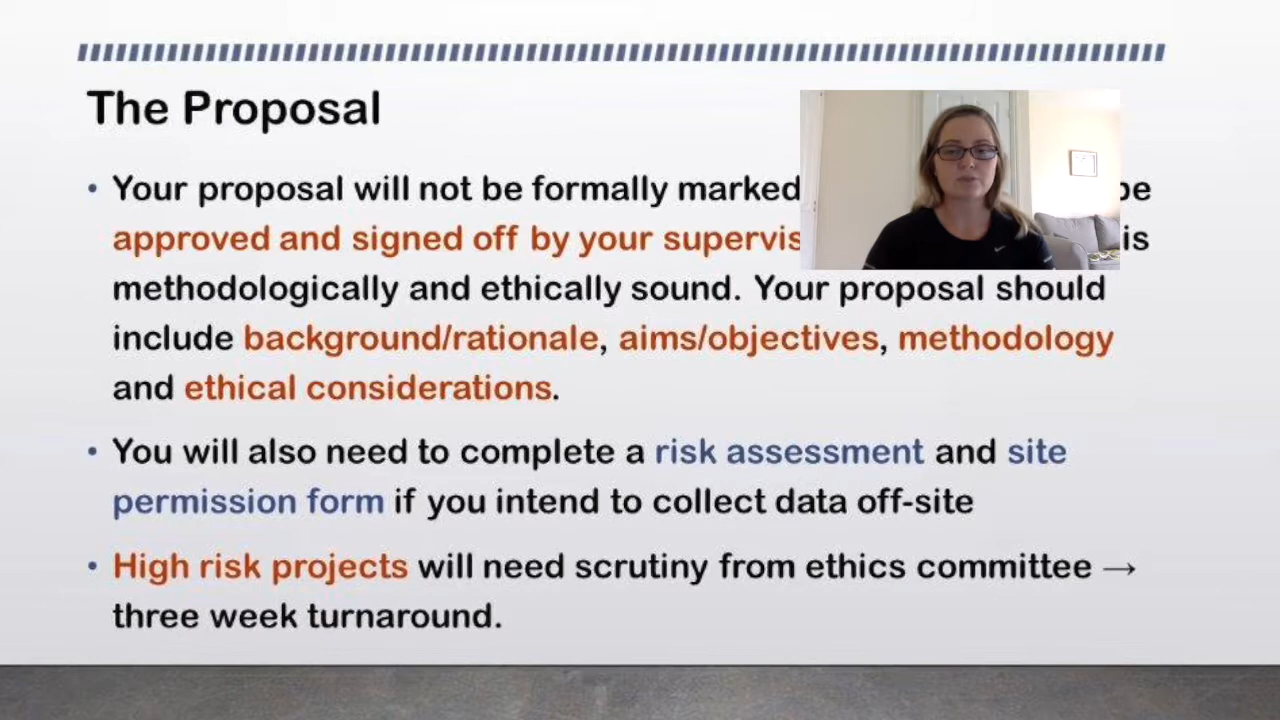 The Proposal
• Your proposal will not be formally marked be
approved and signed off by your is
methodologically and ethically sound. Your proposal should
include background/rationale, aims/objectives, methodology
and ethical considerations.
• You will also need to complete a risk assessment and site
permission form if you intend to collect data off-site
• High risk projects will need scrutiny from ethics committee →
three week turnaround.